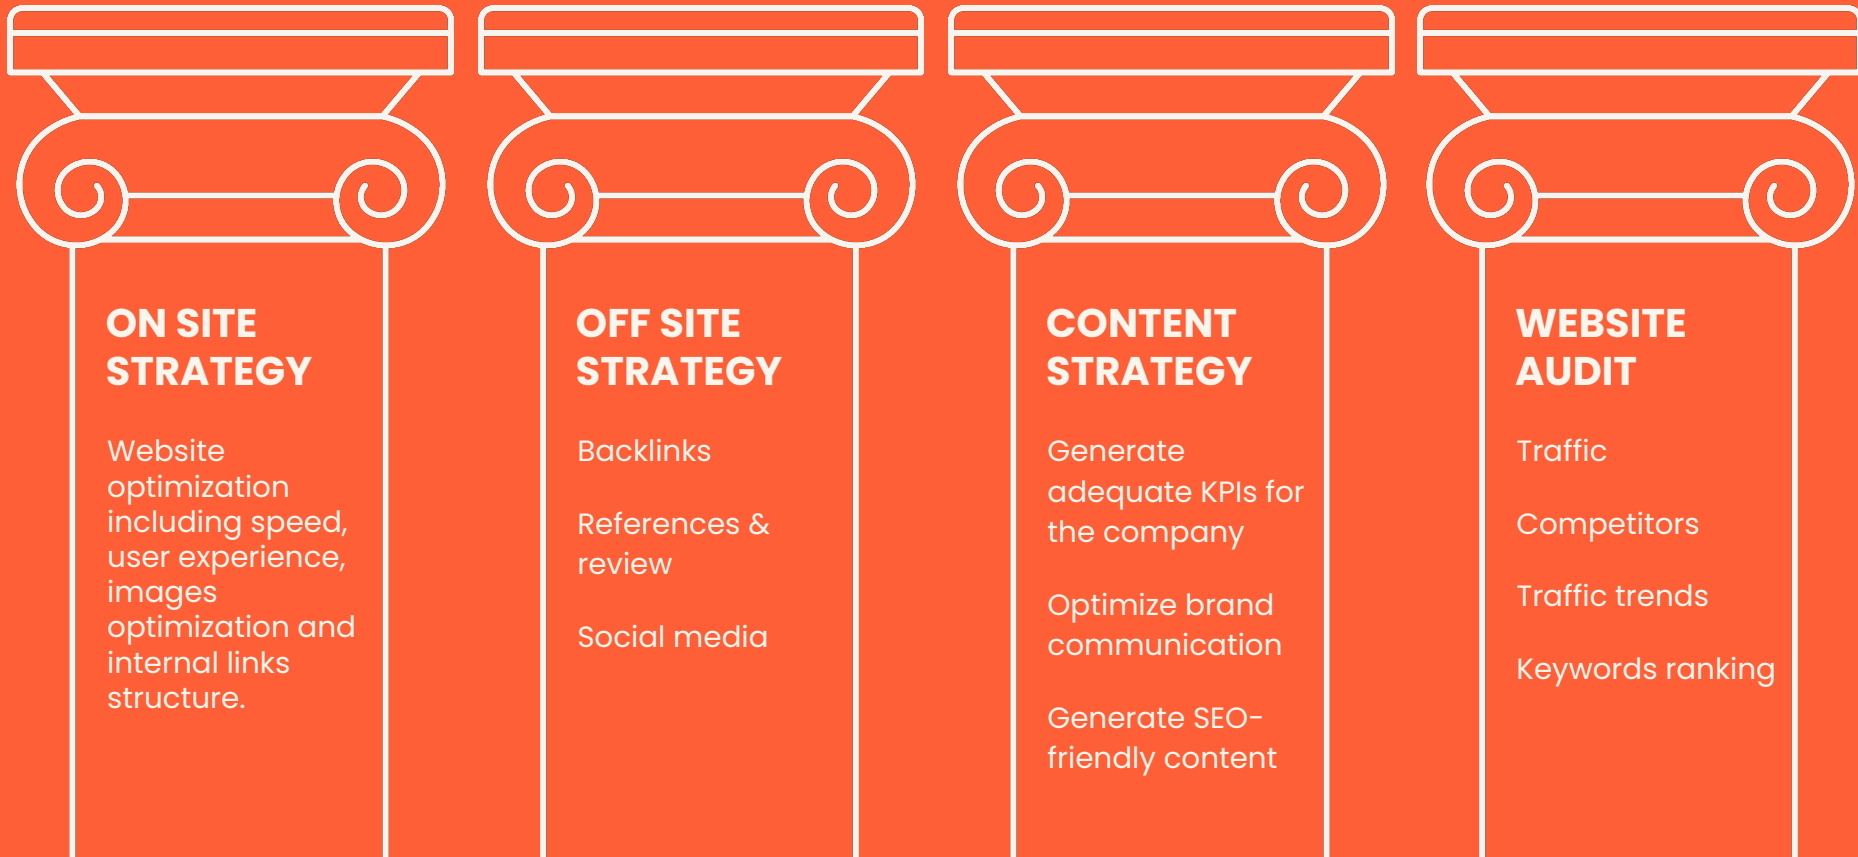 ON SITE
STRATEGY
Website
optimization
including speed,
user experience,
images
optimization and
internal links
structure.
OFF SITE
STRATEGY
Backlinks
References &
review
Social media
CONTENT
STRATEGY
Generate
adequate KPIs for
the company
Optimize brand
communication
Generate SEO-
friendly content
WEBSITE
AUDIT
Traffic
Competitors
Traffic trends
Keywords ranking